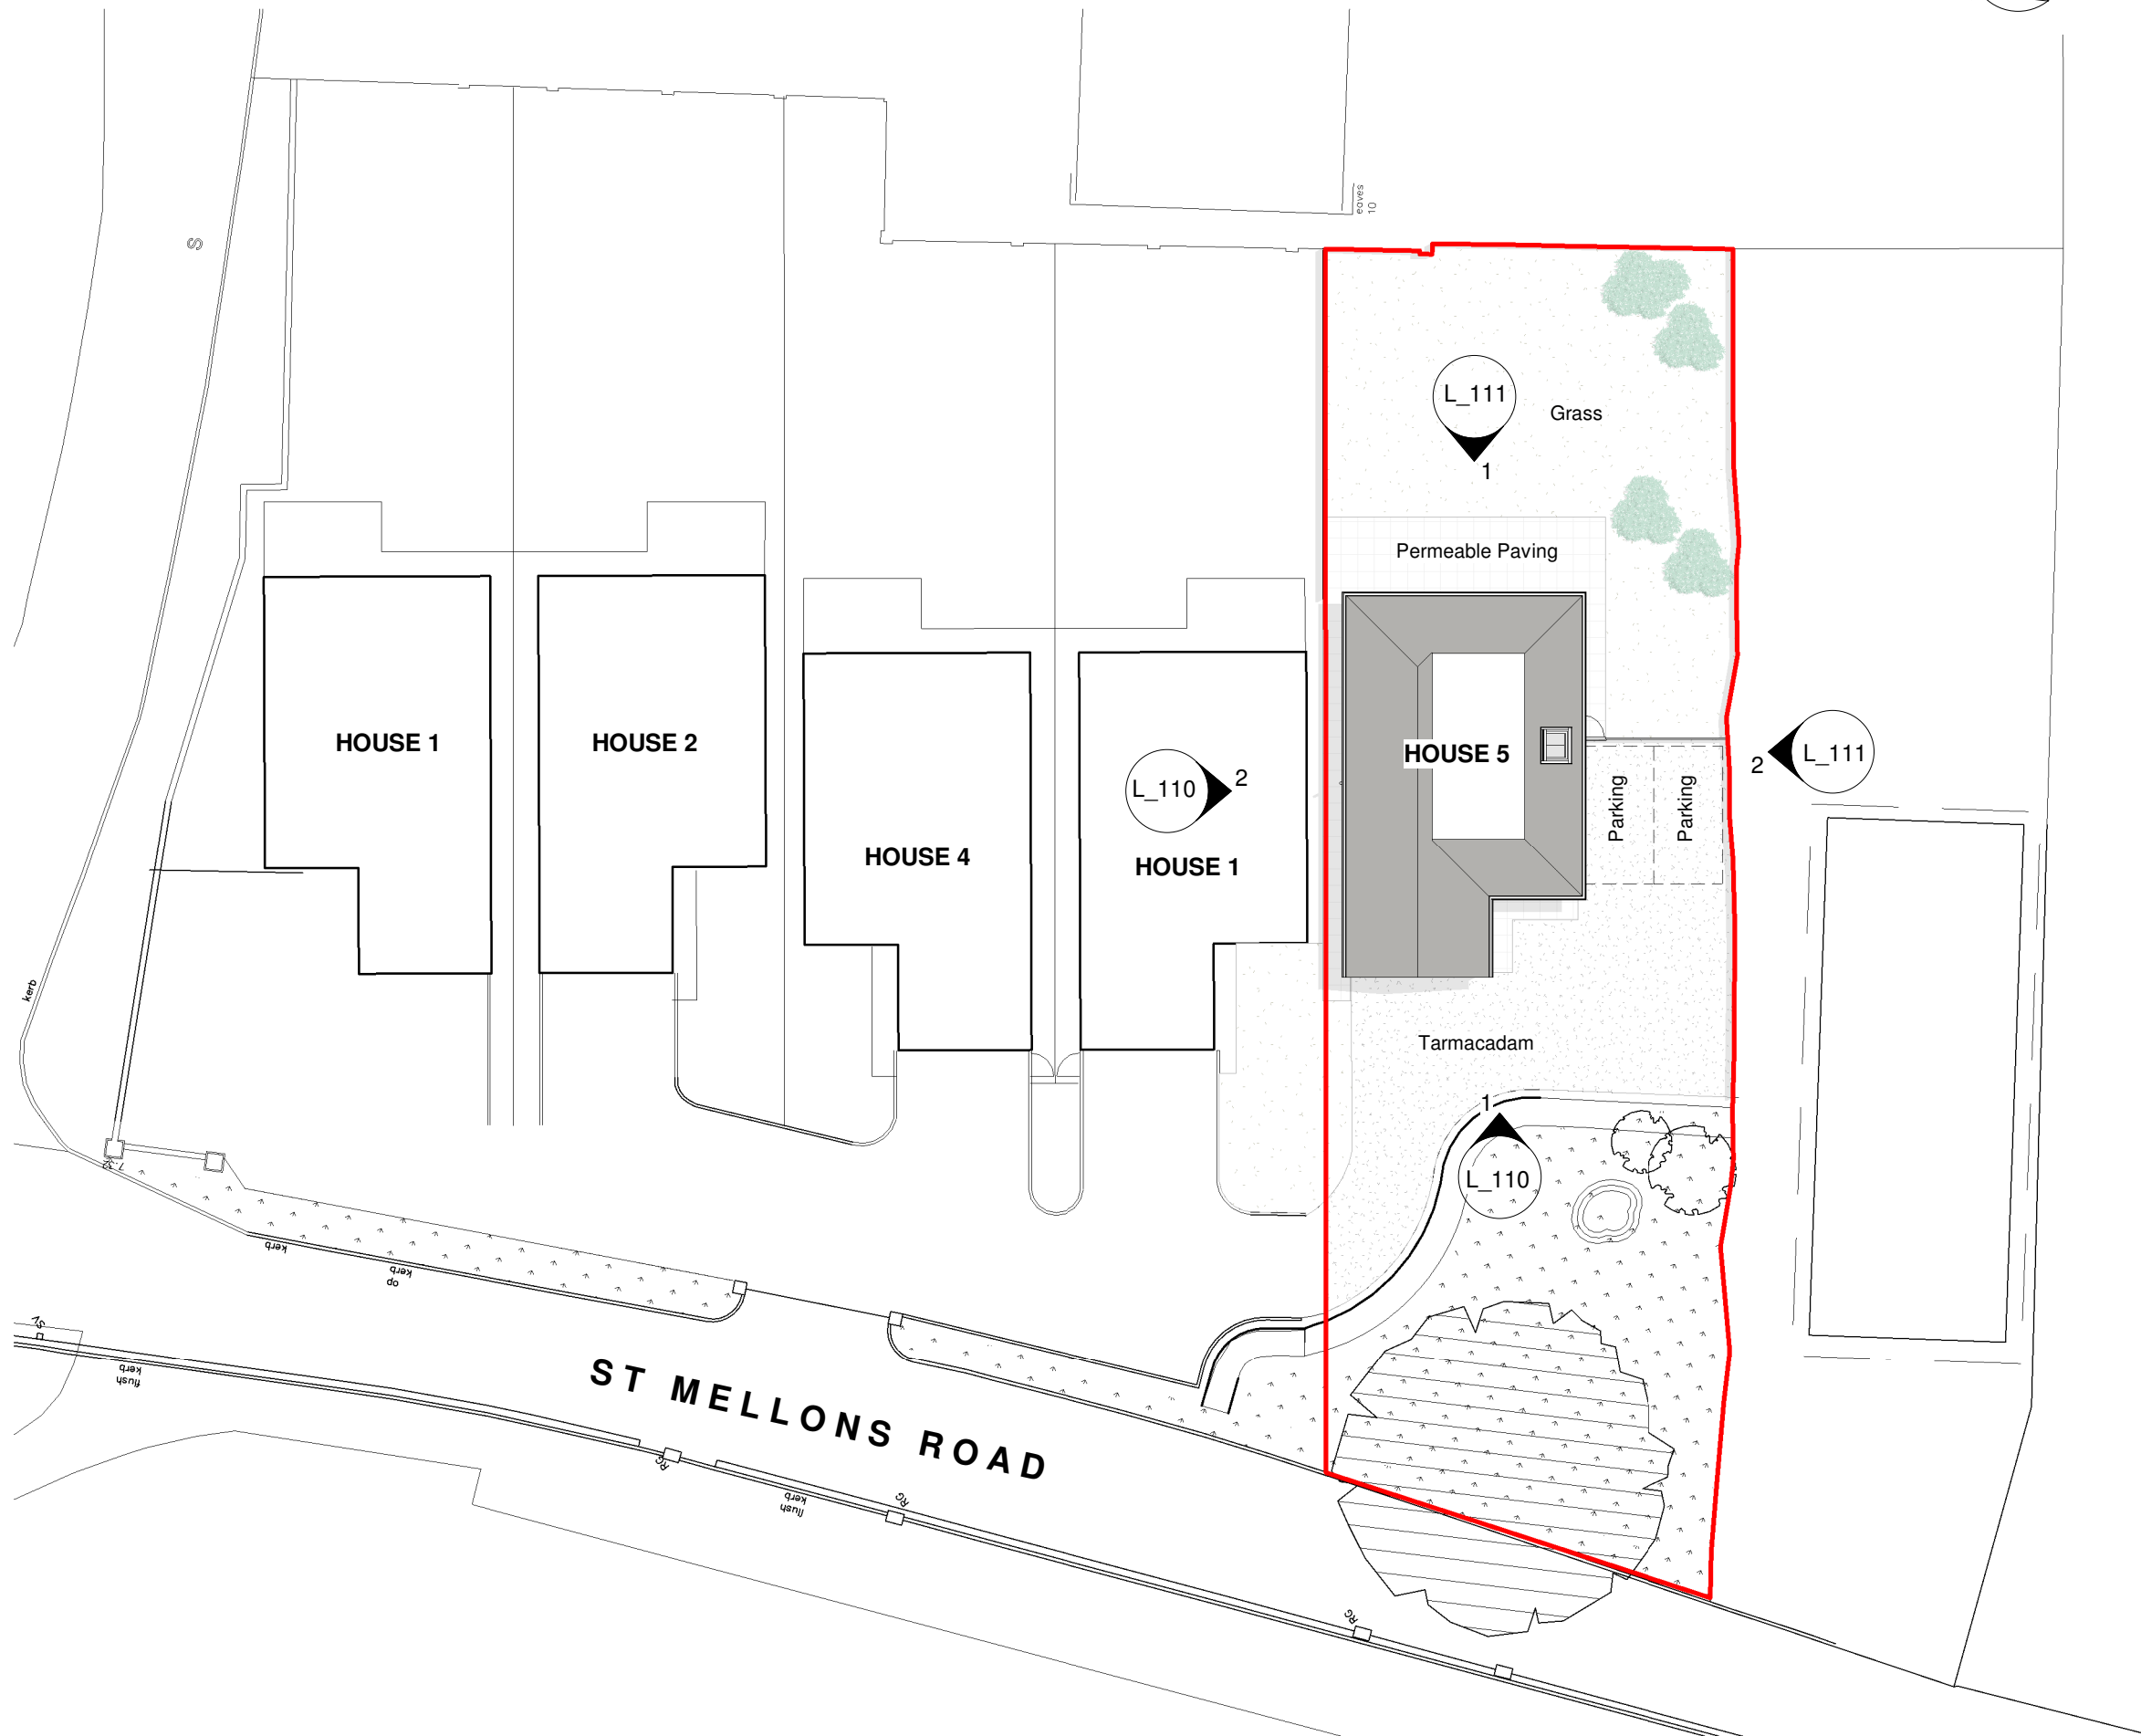 eaves
10
S
L_111
1
Grass
Permeable Paving
HOUSE 1
HOUSE 2
HOUSE 4
L_110
2
HOUSE 1
HOUSE 5
Parking
Parking
2
L_111
kerb
Tarmacadam
1
L_110
kerb
kerb
op
kerb
flush
ST MELLONS ROAD
RG
kerb
flush
RG
RG